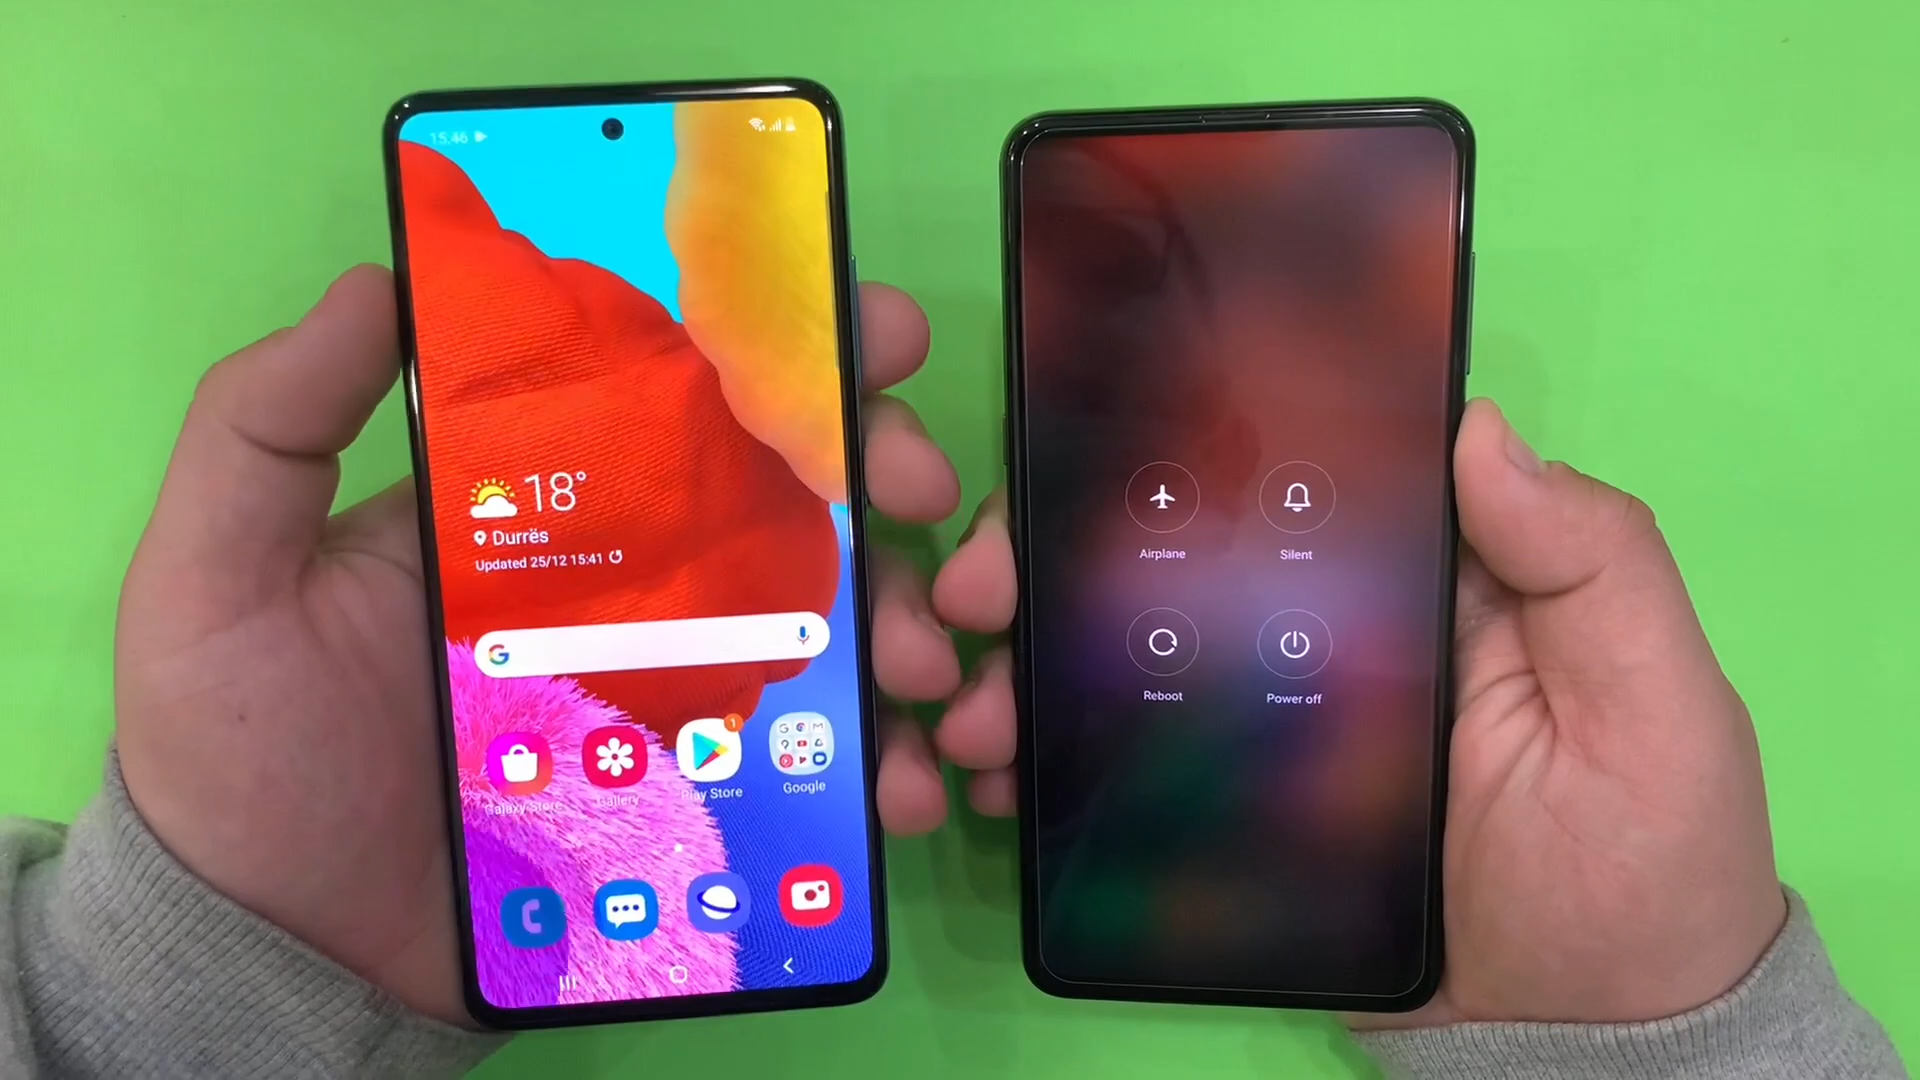 15:46
18°
Durrës
Updated 25/12 15:41
Galaxy Store
Gallery
Play Store
1
Google
Airplane
Silent
Reboot
Power off